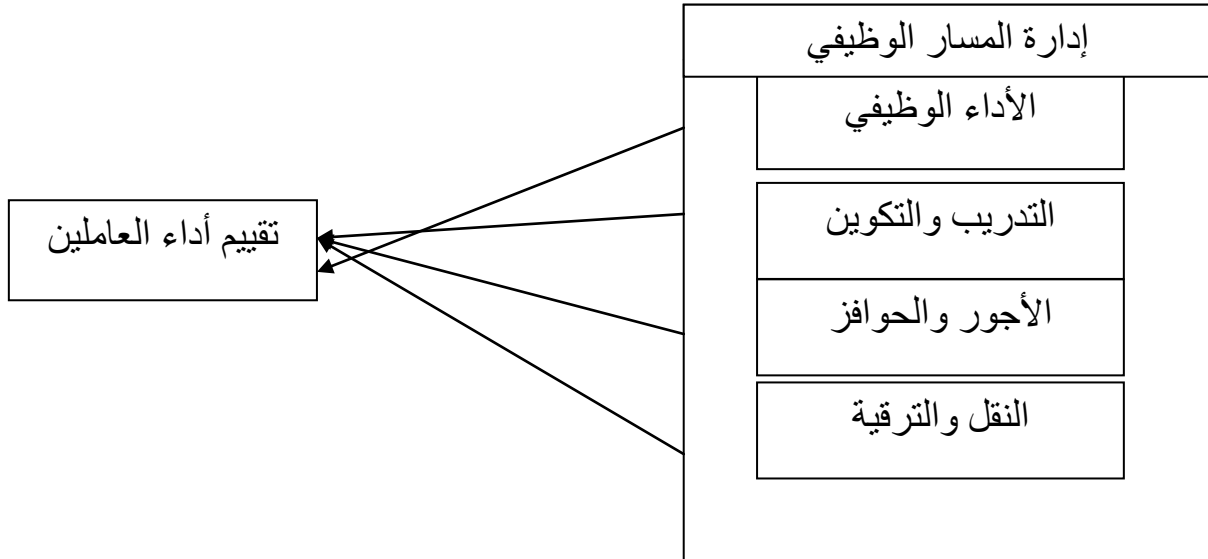 إدارة المسار الوظيفي
الأداء الوظيفي
التدريب والتكوين
الأجور والحوافز
النقل والترقية
تقييم أداء العاملين